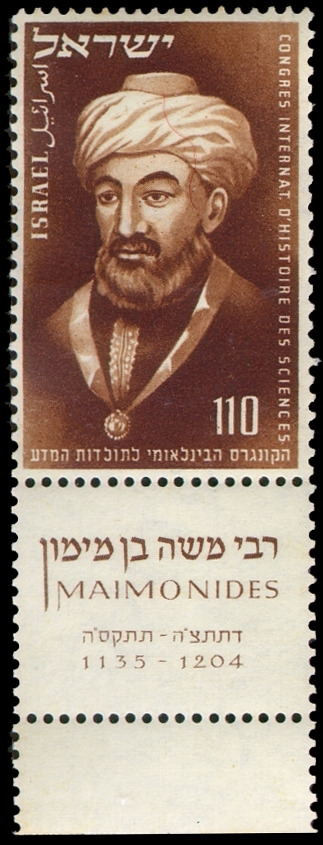 ישראל
اسرائيل
ISRAEL
CONGRES INTERNAT. D'HISTOIRE DES SCIENCES
110
הקונגרס הבינלאומי לתולדות המדע
רבי משה בן מימון
MAIMONIDES
דתתצ"ה - תתקס"ה
1135 - 1204